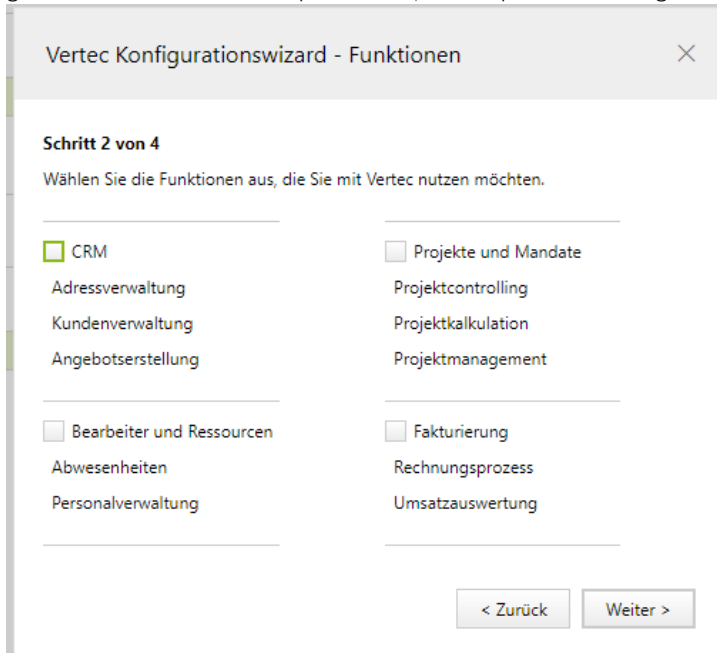 Vertec Konfigurationswizard - Funktionen
Schritt 2 von 4
Wählen Sie die Funktionen aus, die Sie mit Vertec nutzen möchten.
CRM
Adressverwaltung
Kundenverwaltung
Angebotserstellung
Projekte und Mandate
Projektcontrolling
Projektkalkulation
Projektmanagement
Bearbeiter und Ressourcen
Abwesenheiten
Personalverwaltung
Fakturierung
Rechnungsprozess
Umsatzauswertung
< Zurück
Weiter >